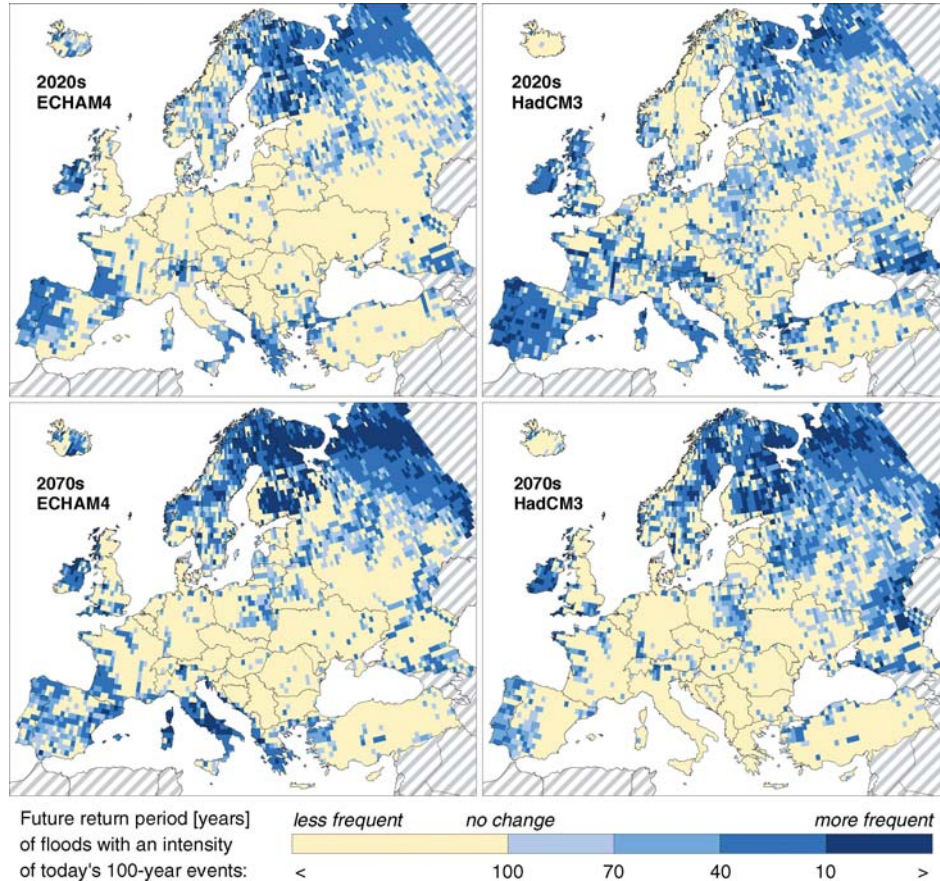 2020s
ECHAM4
2020s
HadCM3
2070s
ECHAM4
2070s
HadCM3
Future return period [years]
of floods with an intensity
of today's 100-year events:
less frequent no change more frequent
< 100 70 40 10 >